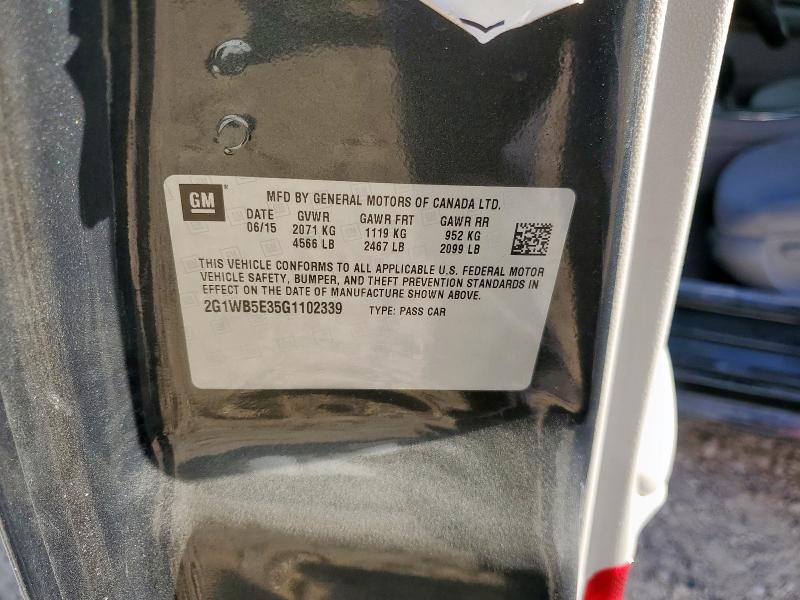 GM
MFD BY GENERAL MOTORS OF CANADA LTD.
DATE GVWR GAWR FRT GAWR RR
06/15 2071 KG 1119 KG 952 KG
4566 LB 2467 LB 2099 LB
THIS VEHICLE CONFORMS TO ALL APPLICABLE U.S. FEDERAL MOTOR
VEHICLE SAFETY, BUMPER, AND THEFT PREVENTION STANDARDS IN
EFFECT ON THE DATE OF MANUFACTURE SHOWN ABOVE.
2G1WB5E35G1102339 TYPE: PASS CAR